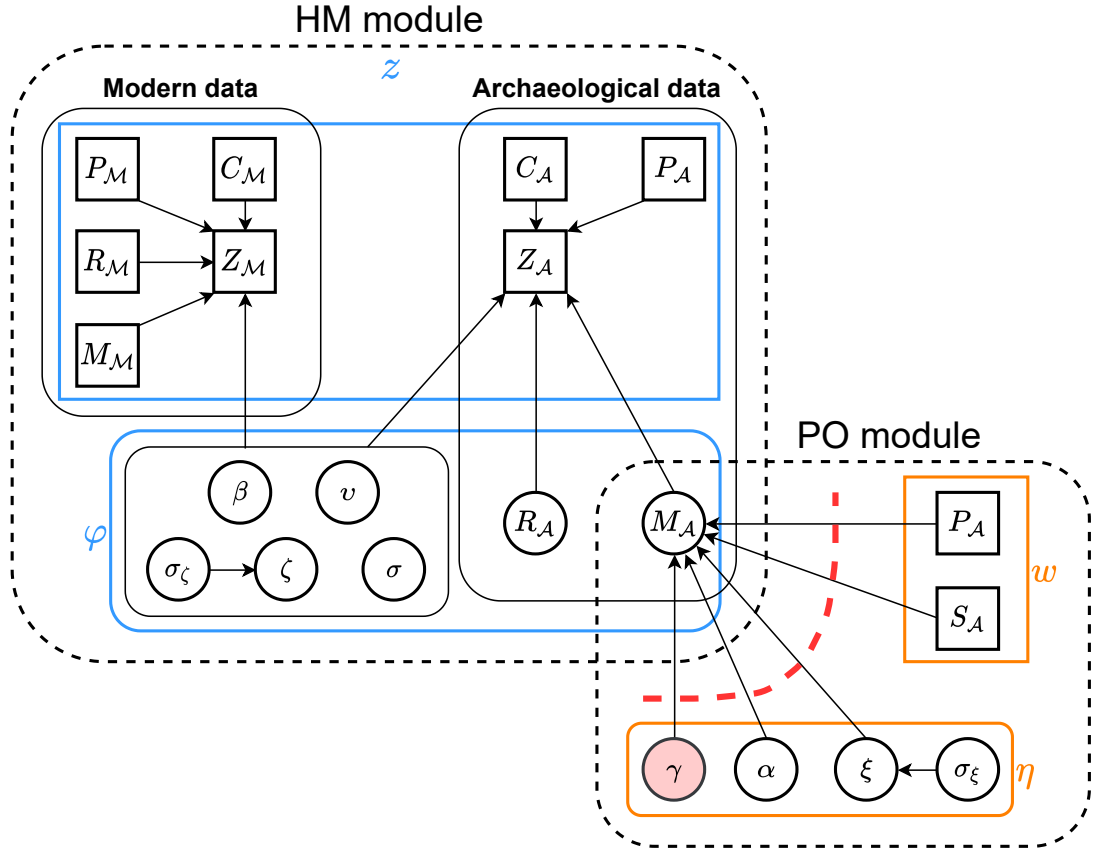 HM module
z
Modern data
Archaeological data
P_ℳ
C_ℳ
C_𝒜
P_𝒜
R_ℳ
Z_ℳ
Z_𝒜
M_ℳ
PO module
β
υ
φ
R_𝒜
M_𝒜
P_𝒜
σ_ζ
ζ
σ
w
S_𝒜
γ
α
ξ
σ_ξ
η